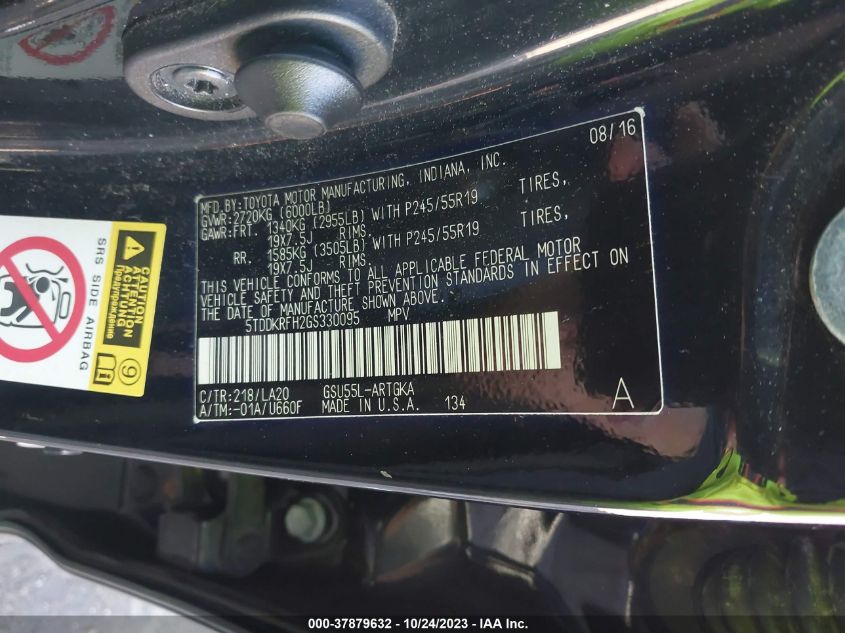 08/16
MFD.BY:TOYOTA MOTOR MANUFACTURING, INDIANA, INC.
GVWR:2720KG (6000LB)
GAWR:FRT. 1340KG (2955LB) WITH P245/55R19 TIRES,
19X7.5J RIMS.
RR. 1585KG (3505LB) WITH P245/55R19 TIRES,
19X7.5J RIMS.
THIS VEHICLE CONFORMS TO ALL APPLICABLE FEDERAL MOTOR
VEHICLE SAFETY AND THEFT PREVENTION STANDARDS IN EFFECT ON
THE DATE OF MANUFACTURE SHOWN ABOVE.
5TDDKRFH2GS330095 MPV
C/TR:218/LA20 GSU55L-ARTGKA
A/TM:-01A/U660F MADE IN U.S.A. 134 A
SRS SIDE AIRBAG
CAUTION
ATTENTION
ACHTUNG
Предупреждение
9
000-37879632 - 10/24/2023 - IAA Inc.